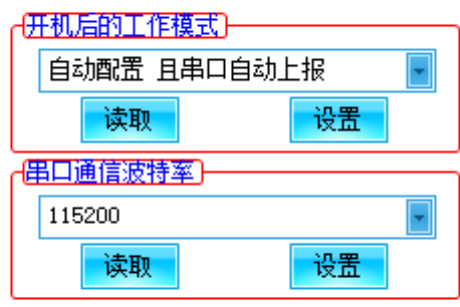 开机后的工作模式
自动配置 且串口自动上报
读取 设置
串口通信波特率
115200
读取 设置